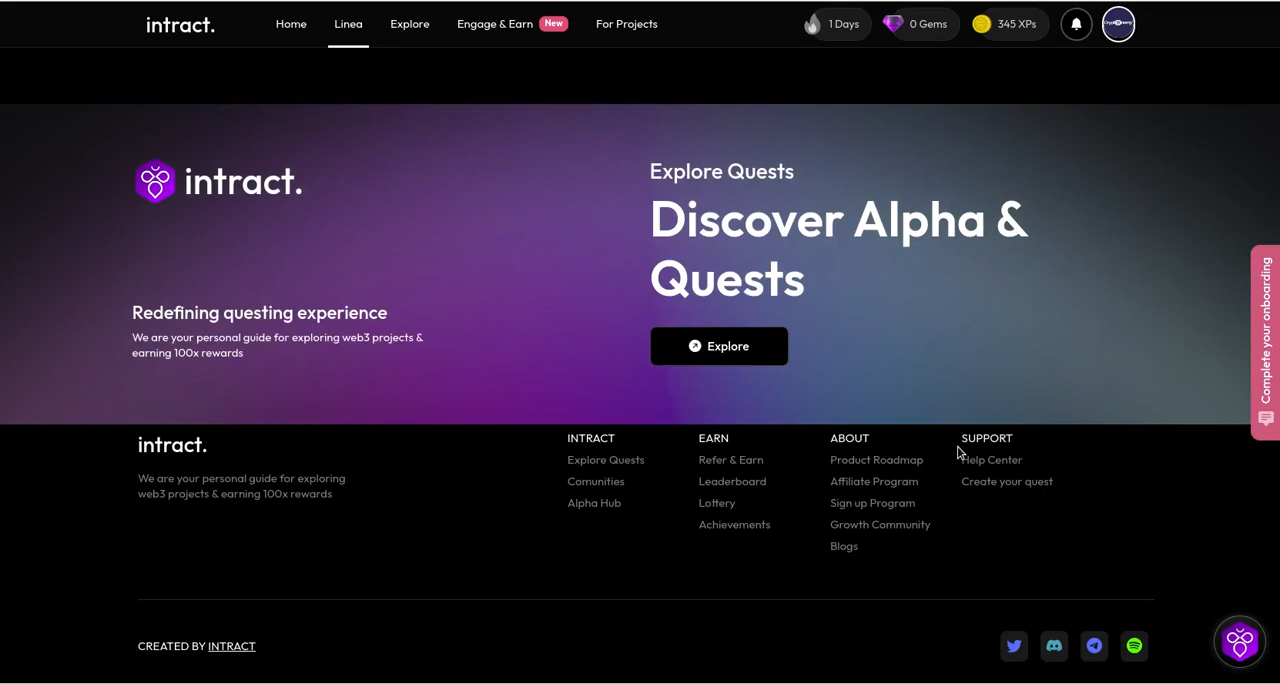 intract.
Home
Linea
Explore
Engage & Earn New
For Projects
1 Days
0 Gems
345 XPs
intract.
Redefining questing experience
We are your personal guide for exploring web3 projects &
earning 100x rewards
Explore Quests
Discover Alpha &
Quests
Explore
Complete your onboarding
intract.
We are your personal guide for exploring
web3 projects & earning 100x rewards
INTRACT
Explore Quests
Comunities
Alpha Hub
EARN
Refer & Earn
Leaderboard
Lottery
Achievements
ABOUT
Product Roadmap
Affiliate Program
Sign up Program
Growth Community
Blogs
SUPPORT
Help Center
Create your quest
CREATED BY INTRACT